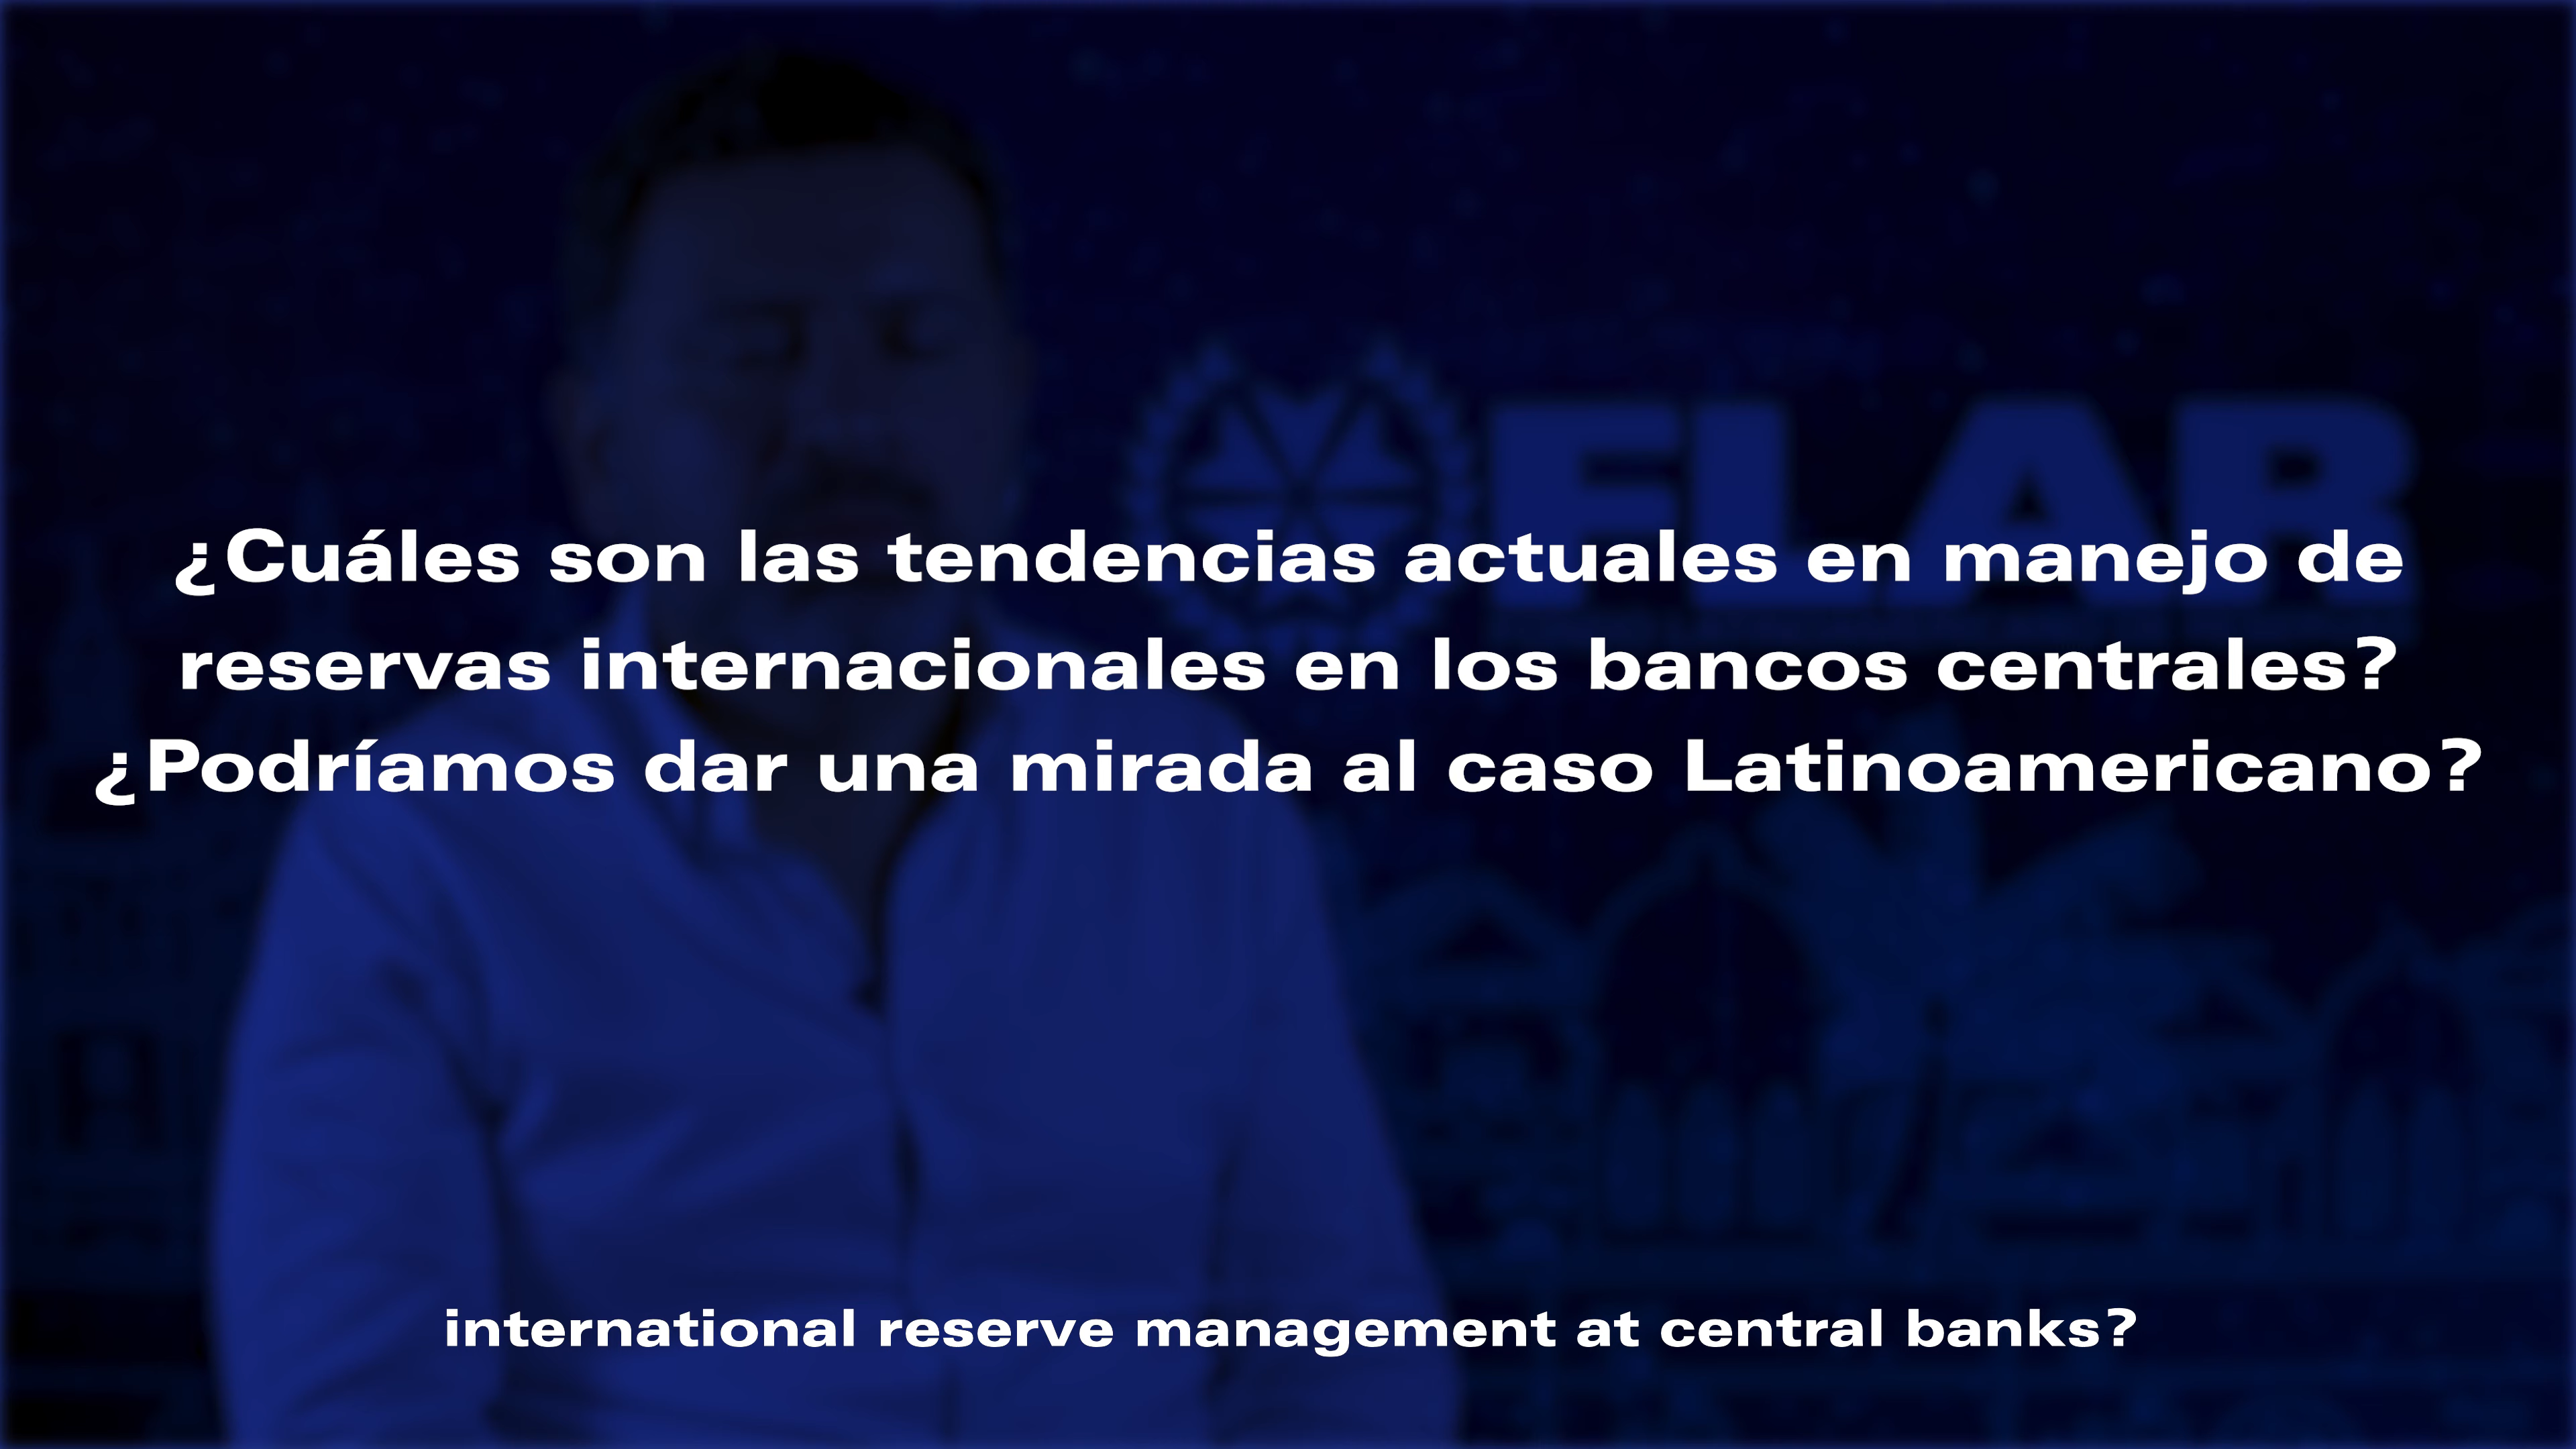 FLAR
¿Cuáles son las tendencias actuales en manejo de
reservas internacionales en los bancos centrales?
¿Podríamos dar una mirada al caso Latinoamericano?
international reserve management at central banks?